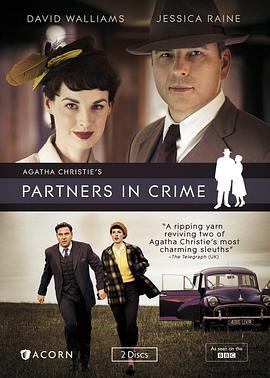 DAVID WALLIAMS JESSICA RAINE
AGATHA CHRISTIE'S
PARTNERS IN CRIME
"A ripping yarn
reviving two of
Agatha Christie's most
charming sleuths"
–The Telegraph (UK)
ACORN
2 Discs
As seen on the
BBC